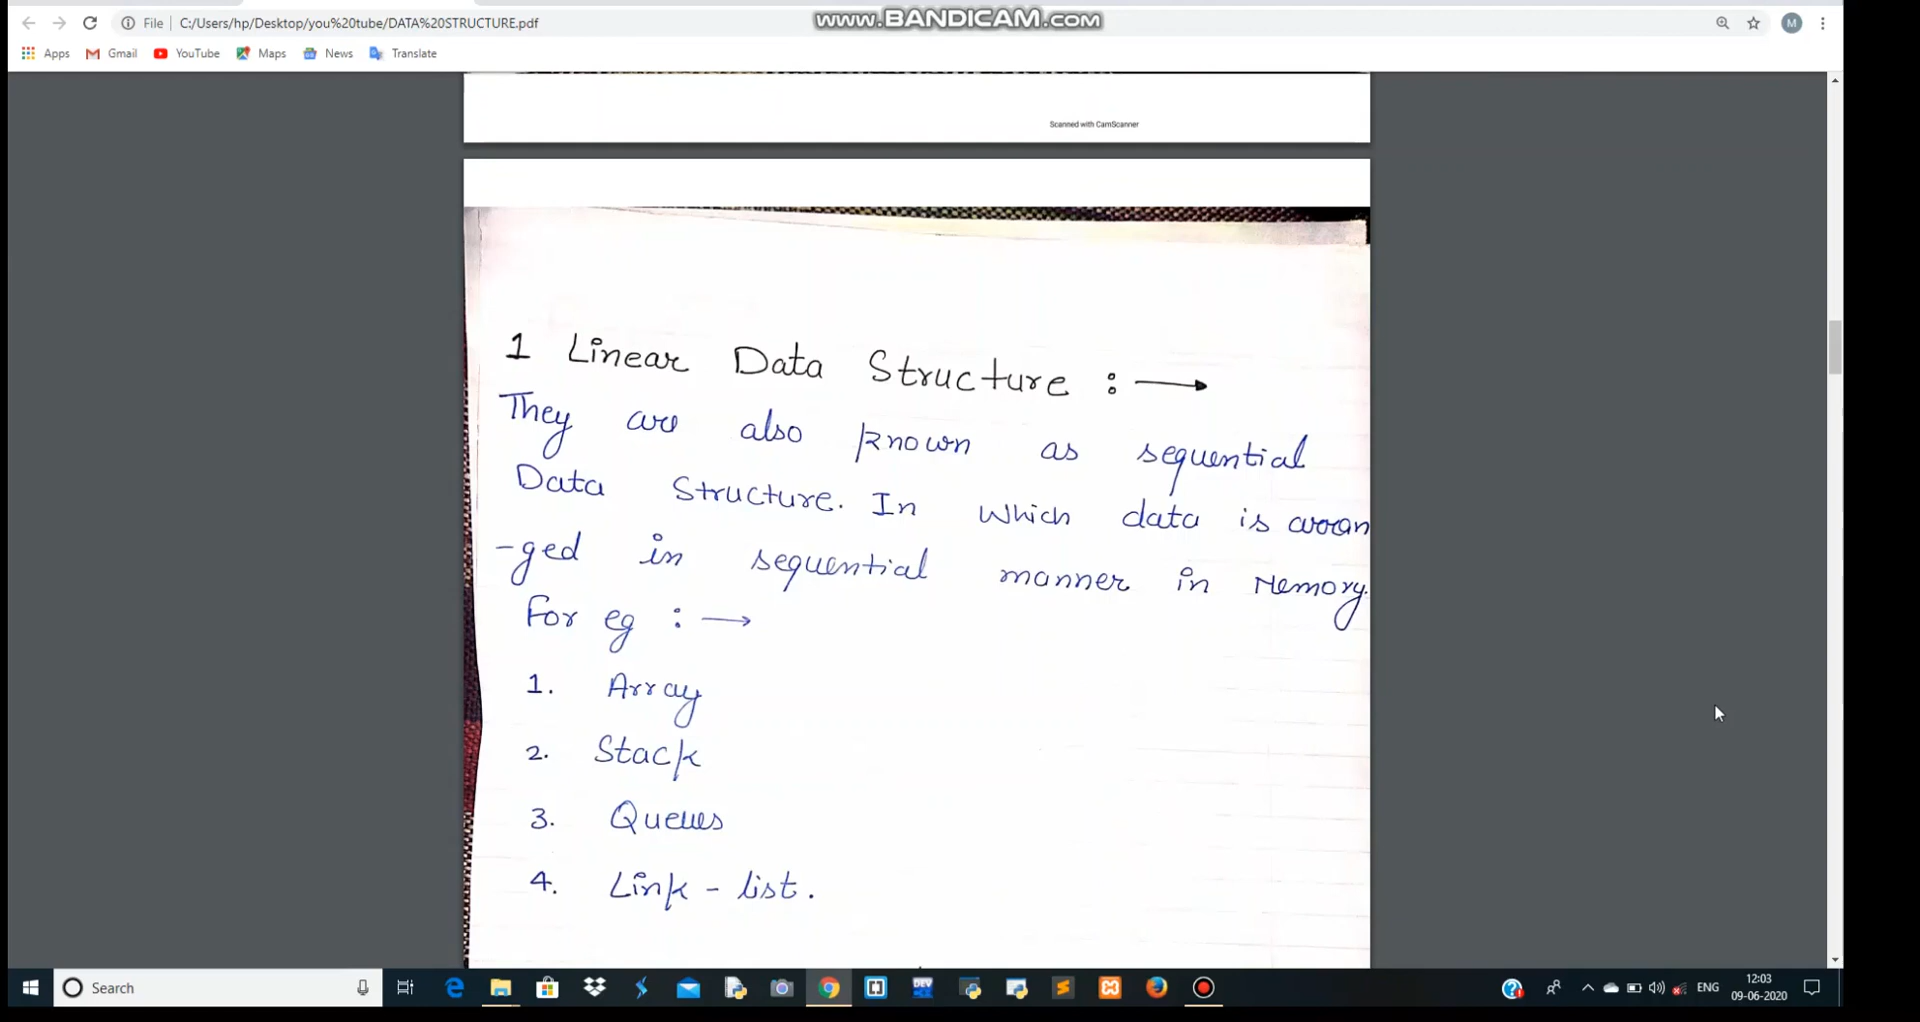 File | C:/Users/hp/Desktop/you%20tube/DATA%20STRUCTURE.pdf
www.BANDICAM.com
M
Apps Gmail YouTube Maps News Translate
Scanned with CamScanner
1 Linear Data Structure :→
They are also known as sequential
Data Structure. In which data is arran
-ged in sequential manner in Memory.
For eg :→
1. Array
2. Stack
3. Queues
4. Link - list.
Search
DEV
ENG
12:03
09-06-2020